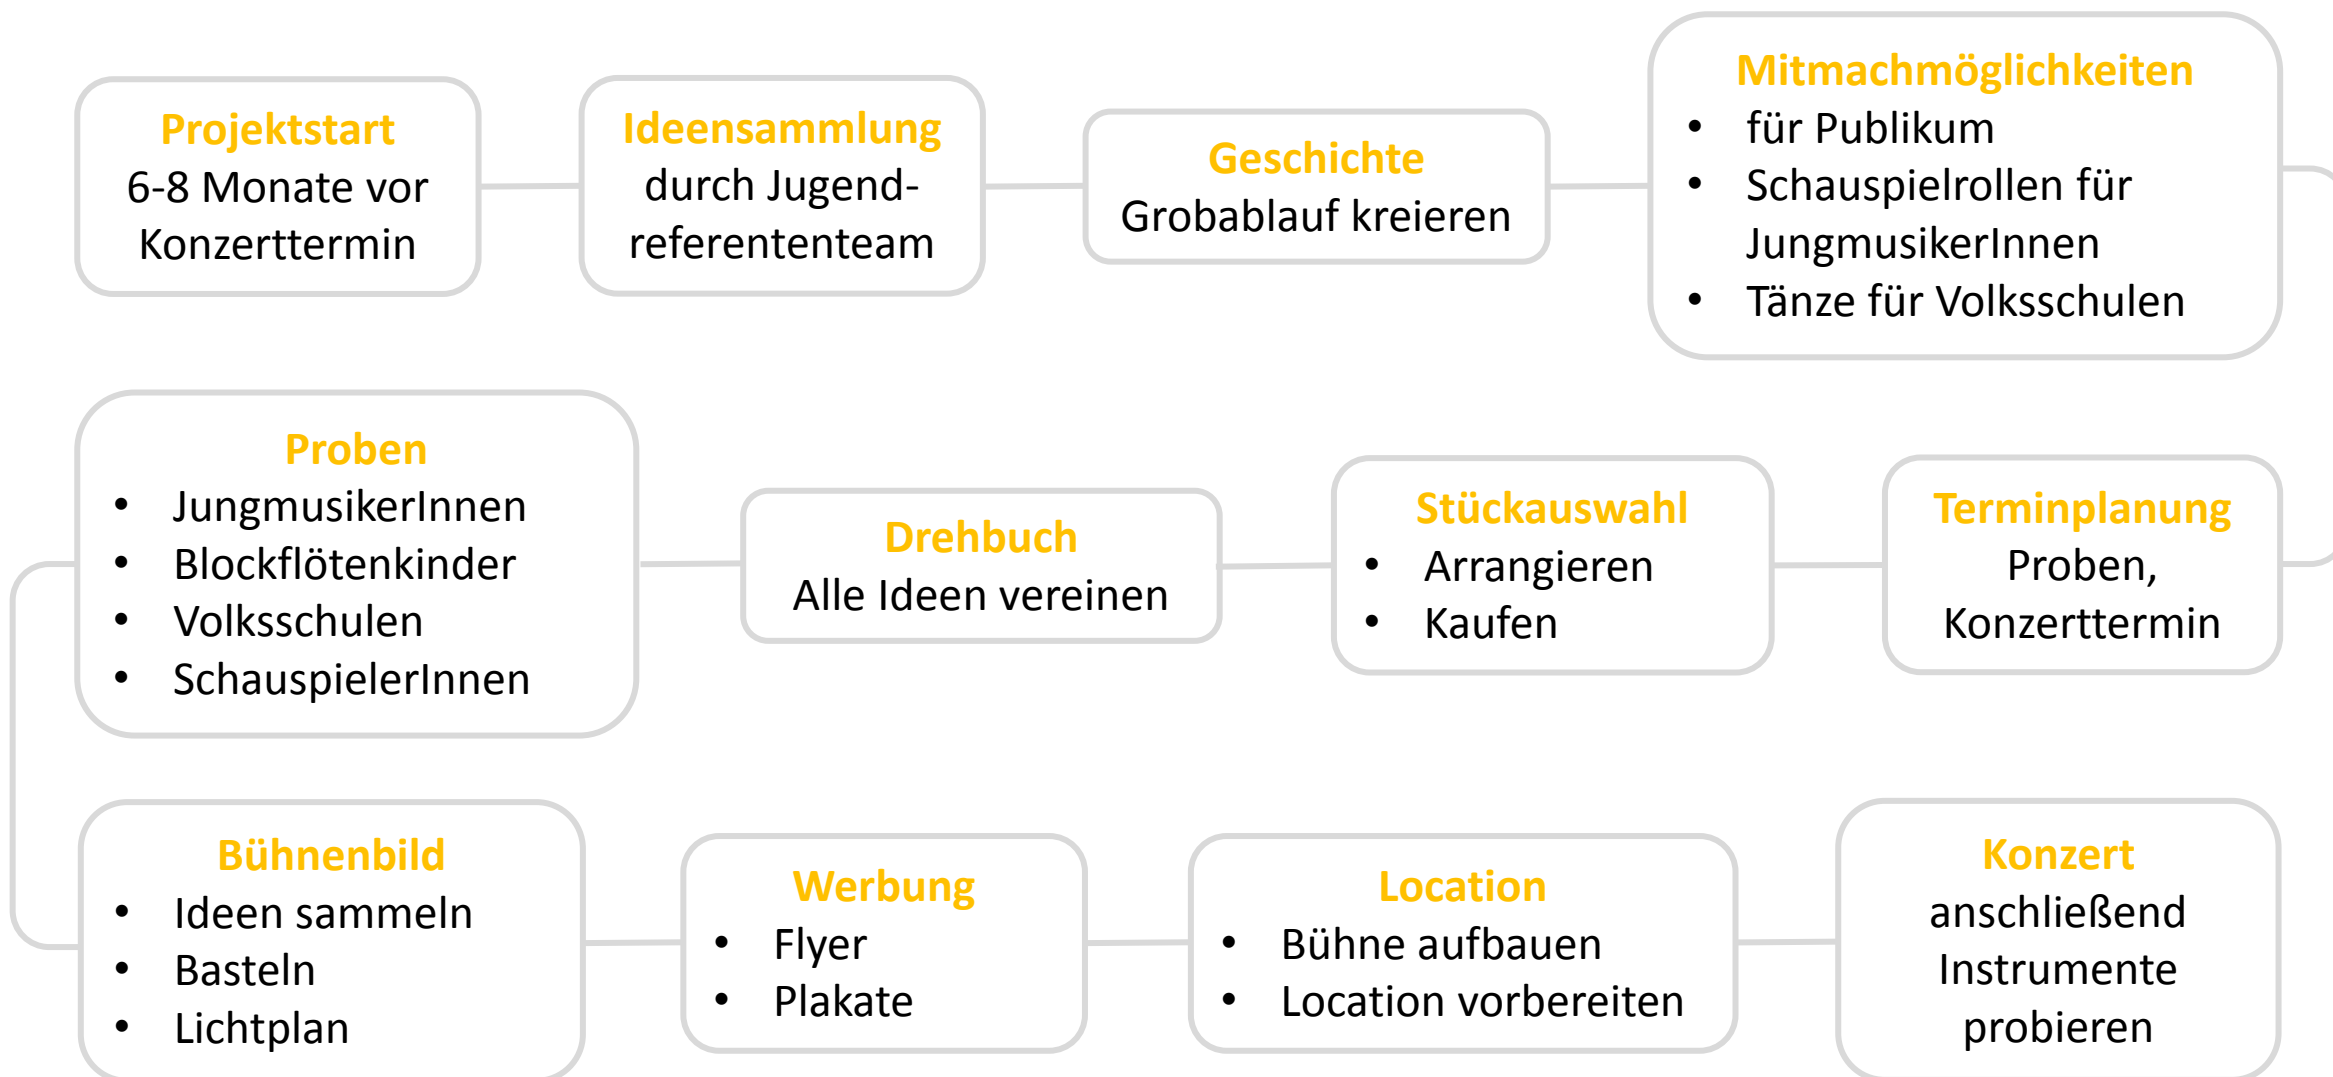 Projektstart
6-8 Monate vor
Konzerttermin
Ideensammlung
durch Jugend-
referententeam
Geschichte
Grobablauf kreieren
Mitmachmöglichkeiten
• für Publikum
• Schauspielrollen für
JungmusikerInnen
• Tänze für Volksschulen
Terminplanung
Proben,
Konzerttermin
Stückauswahl
• Arrangieren
• Kaufen
Drehbuch
Alle Ideen vereinen
Proben
• JungmusikerInnen
• Blockflötenkinder
• Volksschulen
• SchauspielerInnen
Bühnenbild
• Ideen sammeln
• Basteln
• Lichtplan
Werbung
• Flyer
• Plakate
Location
• Bühne aufbauen
• Location vorbereiten
Konzert
anschließend
Instrumente
probieren